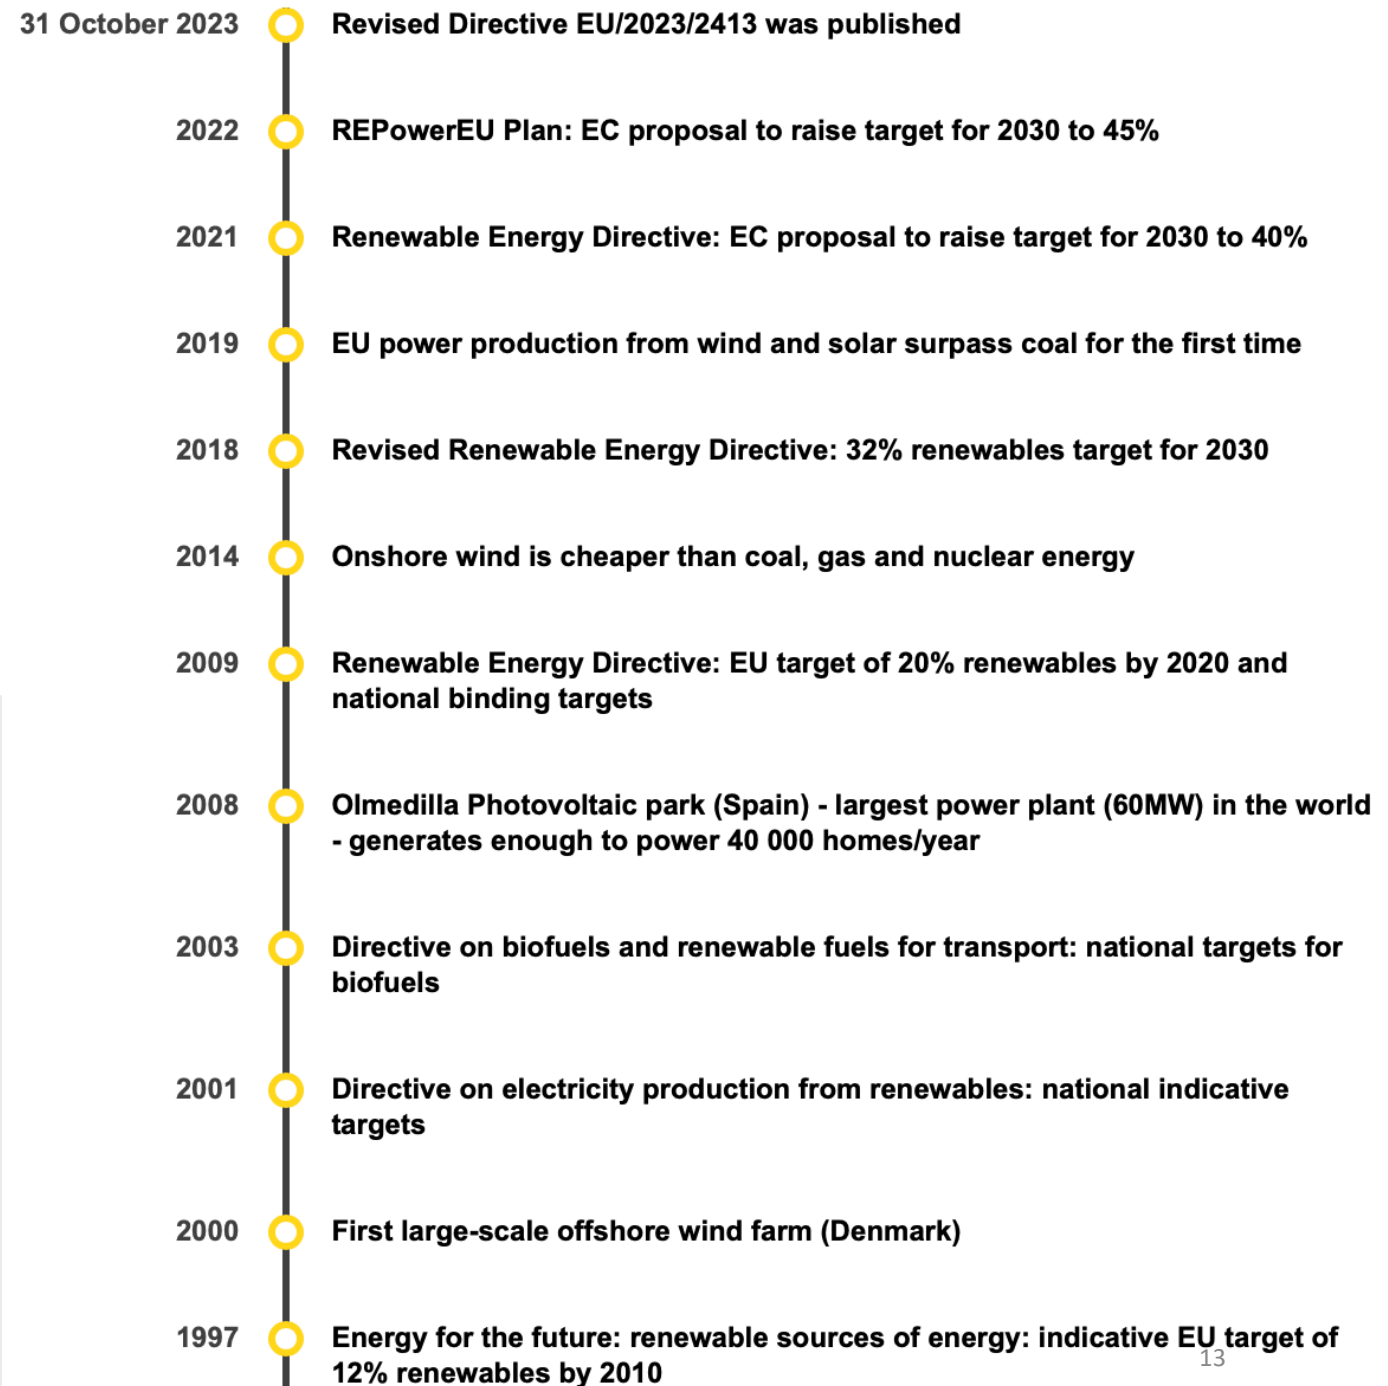 31 October 2023 Revised Directive EU/2023/2413 was published
2022 REPowerEU Plan: EC proposal to raise target for 2030 to 45%
2021 Renewable Energy Directive: EC proposal to raise target for 2030 to 40%
2019 EU power production from wind and solar surpass coal for the first time
2018 Revised Renewable Energy Directive: 32% renewables target for 2030
2014 Onshore wind is cheaper than coal, gas and nuclear energy
2009 Renewable Energy Directive: EU target of 20% renewables by 2020 and
national binding targets
2008 Olmedilla Photovoltaic park (Spain) - largest power plant (60MW) in the world
- generates enough to power 40 000 homes/year
2003 Directive on biofuels and renewable fuels for transport: national targets for
biofuels
2001 Directive on electricity production from renewables: national indicative
targets
2000 First large-scale offshore wind farm (Denmark)
1997 Energy for the future: renewable sources of energy: indicative EU target of
12% renewables by 2010
13